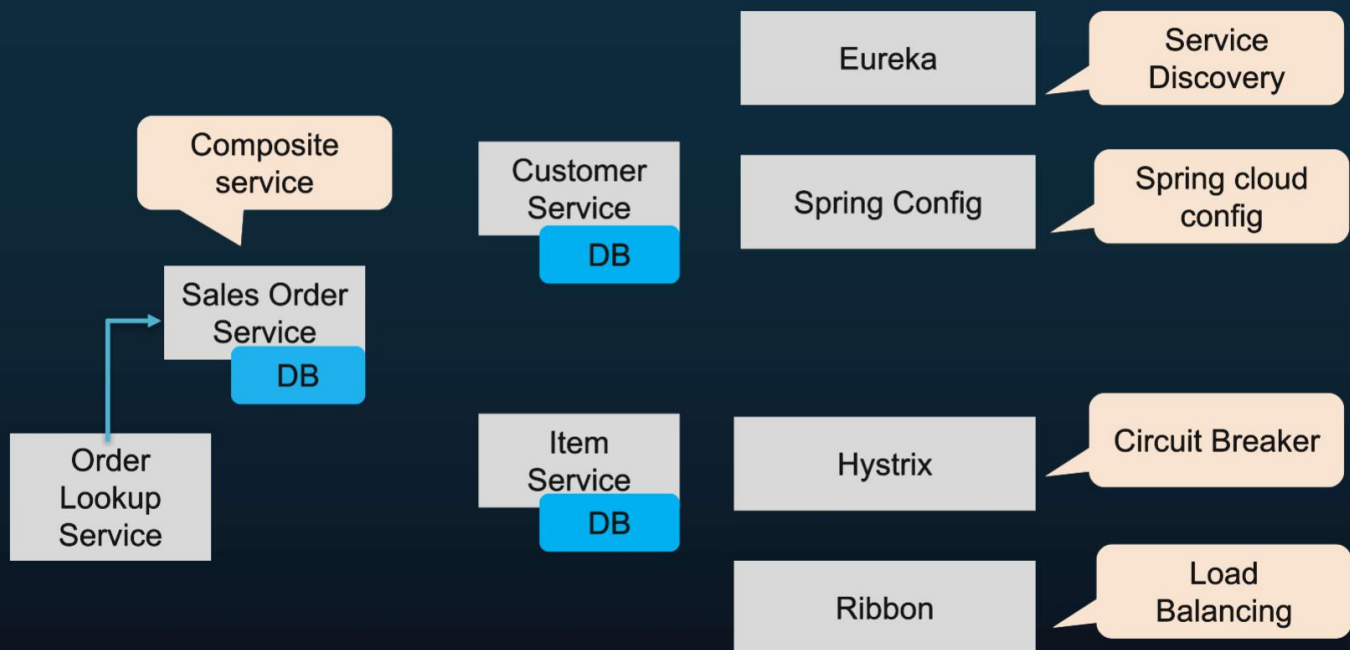 Eureka
Service
Discovery
Composite
service
Customer
Service
DB
Spring Config
Spring cloud
config
Sales Order
Service
DB
Order
Lookup
Service
Item
Service
DB
Hystrix
Circuit Breaker
Ribbon
Load
Balancing